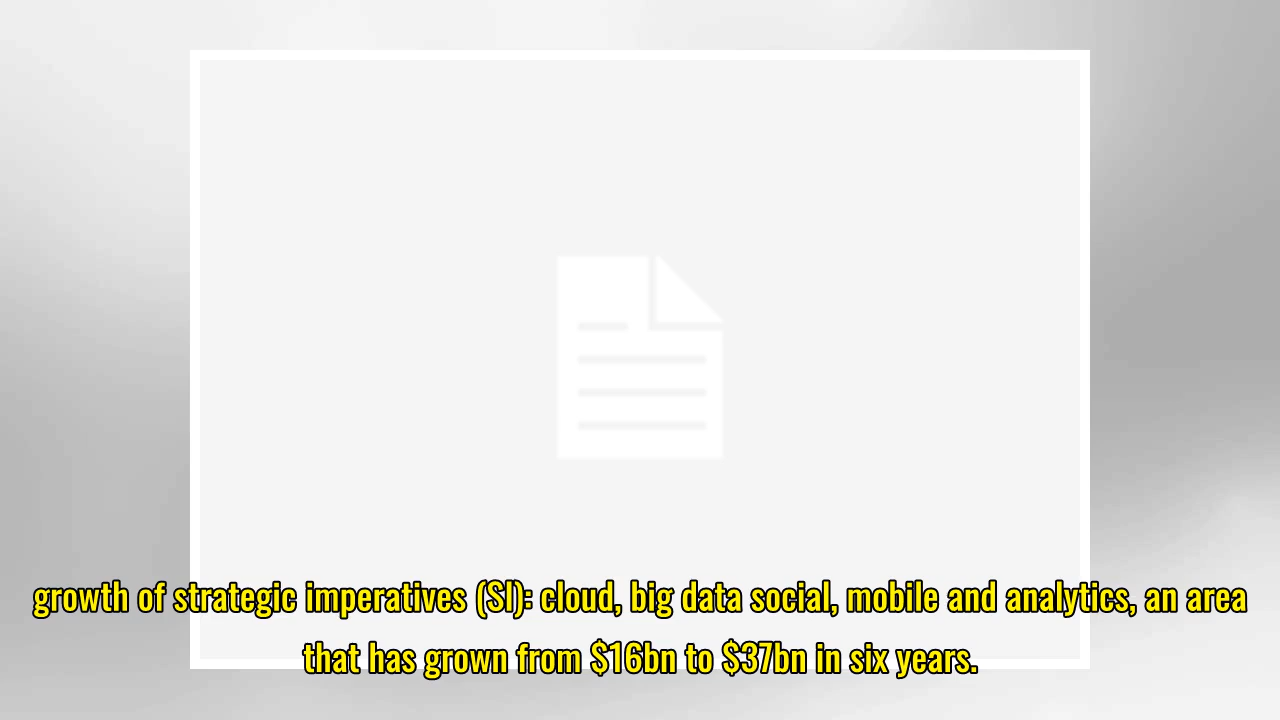 growth of strategic imperatives (SI): cloud, big data social, mobile and analytics, an area
that has grown from $16bn to $37bn in six years.